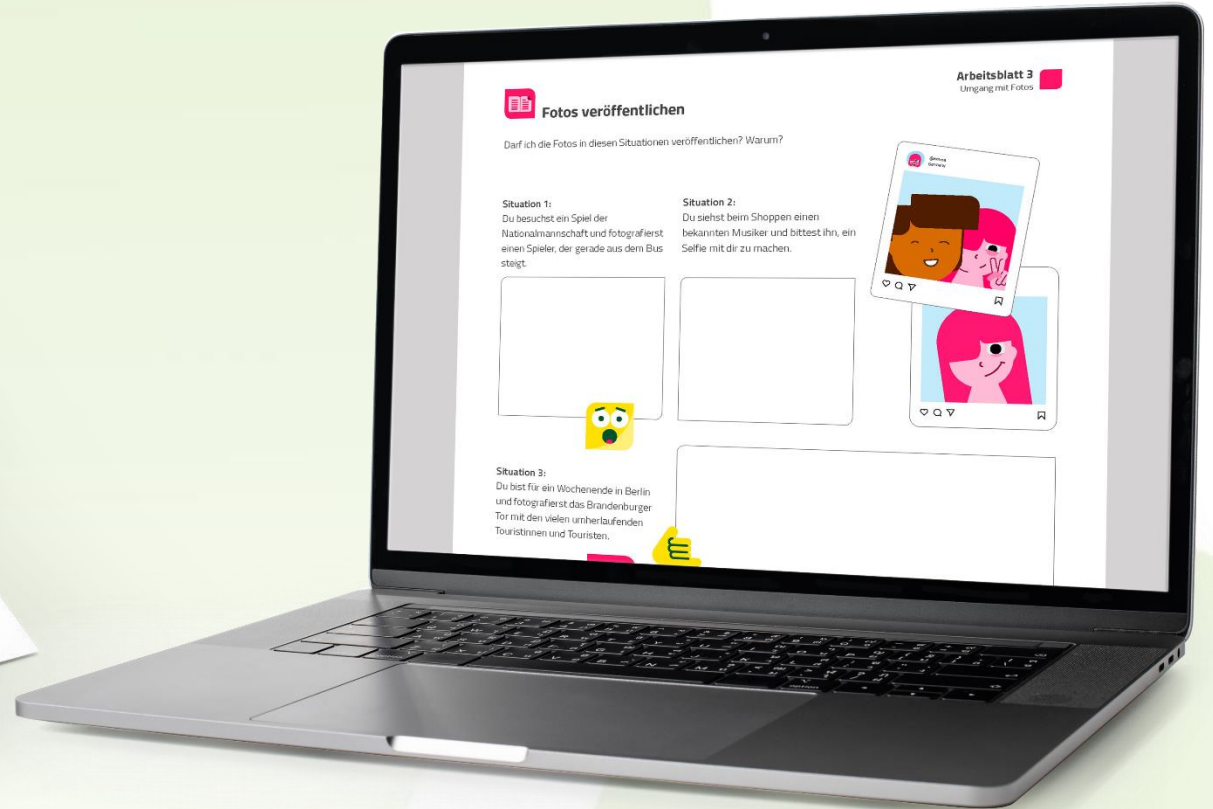 Arbeitsblatt 3
Umgang mit Fotos
Fotos veröffentlichen
Darf ich die Fotos in diesen Situationen veröffentlichen? Warum?
Situation 1:
Du besuchst ein Spiel der
Nationalmannschaft und fotografierst
einen Spieler, der gerade aus dem Bus
steigt.
Situation 2:
Du siehst beim Shoppen einen
bekannten Musiker und bittest ihn, ein
Selfie mit dir zu machen.
Situation 3:
Du bist für ein Wochenende in Berlin
und fotografierst das Brandenburger
Tor mit den vielen umherlaufenden
Touristinnen und Touristen.